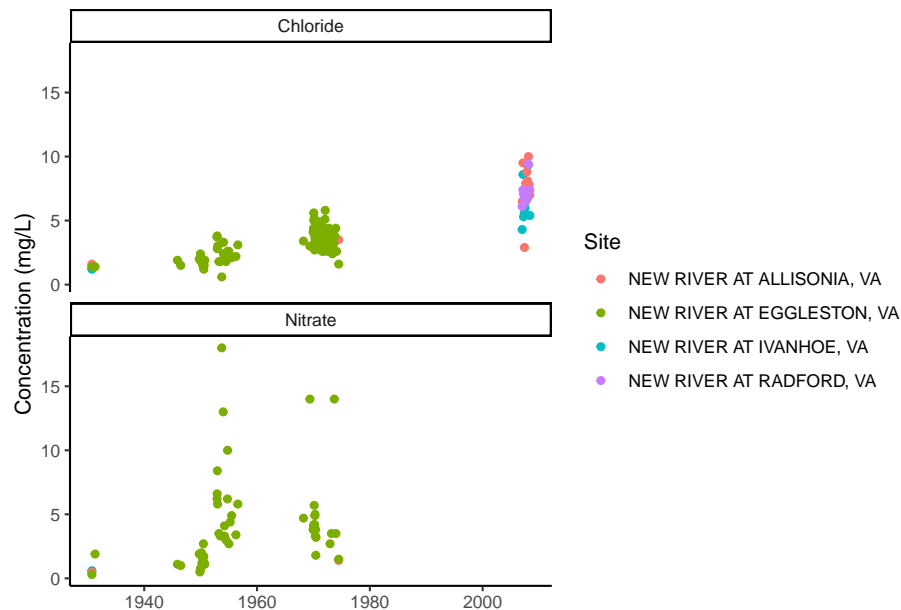 Chloride
15
10
5
0
Nitrate
15
10
5
0
1940 1960 1980 2000
Concentration (mg/L)
Site
NEW RIVER AT ALLISONIA, VA
NEW RIVER AT EGGLESTON, VA
NEW RIVER AT IVANHOE, VA
NEW RIVER AT RADFORD, VA